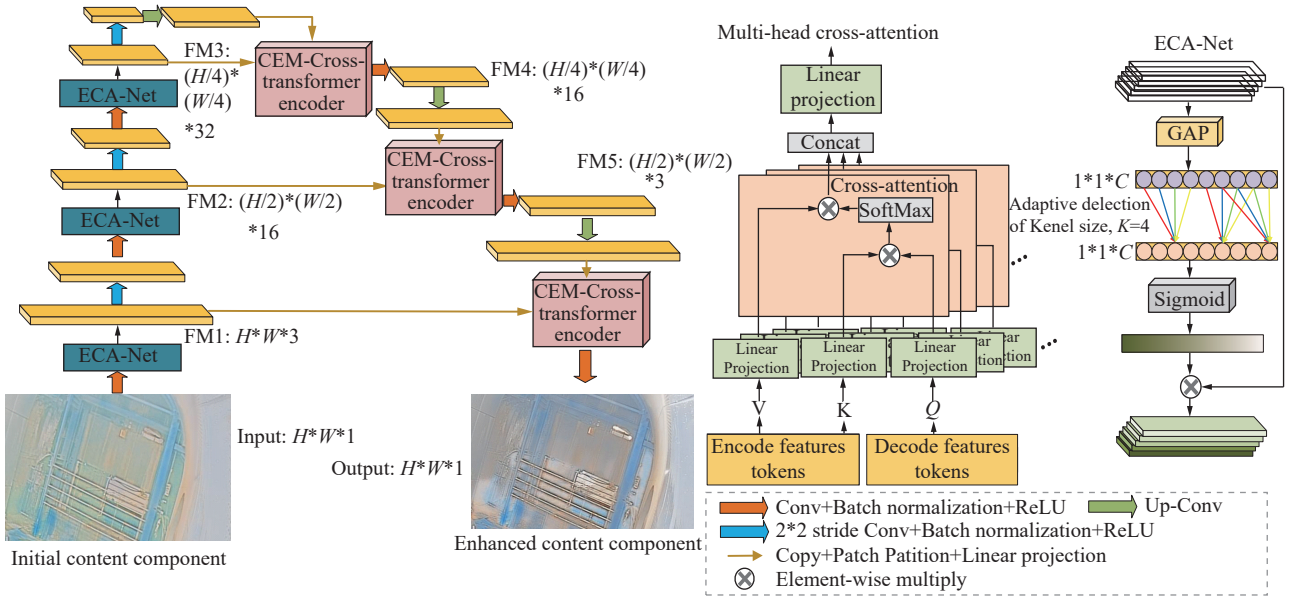 FM3:
(H/4)*
(W/4)
*32
ECA-Net
CEM-Cross-
transformer
encoder
FM4: (H/4)*(W/4)
*16
CEM-Cross-
transformer
encoder
FM5: (H/2)*(W/2)
*3
ECA-Net
FM2: (H/2)*(W/2)
*16
CEM-Cross-
transformer
encoder
FM1: H*W*3
ECA-Net
Input: H*W*1
Output: H*W*1
Initial content component
Enhanced content component
Multi-head cross-attention
Linear
projection
Concat
Cross-attention
SoftMax
Linear
Projection
Linear
Projection
Linear
Projection
Linear
Projection
V
K
Q
Encode features
tokens
Decode features
tokens
ECA-Net
GAP
1*1*C
Adaptive delection
of Kenel size, K=4
1*1*C
Sigmoid
Conv+Batch normalization+ReLU
Up-Conv
2*2 stride Conv+Batch normalization+ReLU
Copy+Patch Patition+Linear projection
Element-wise multiply